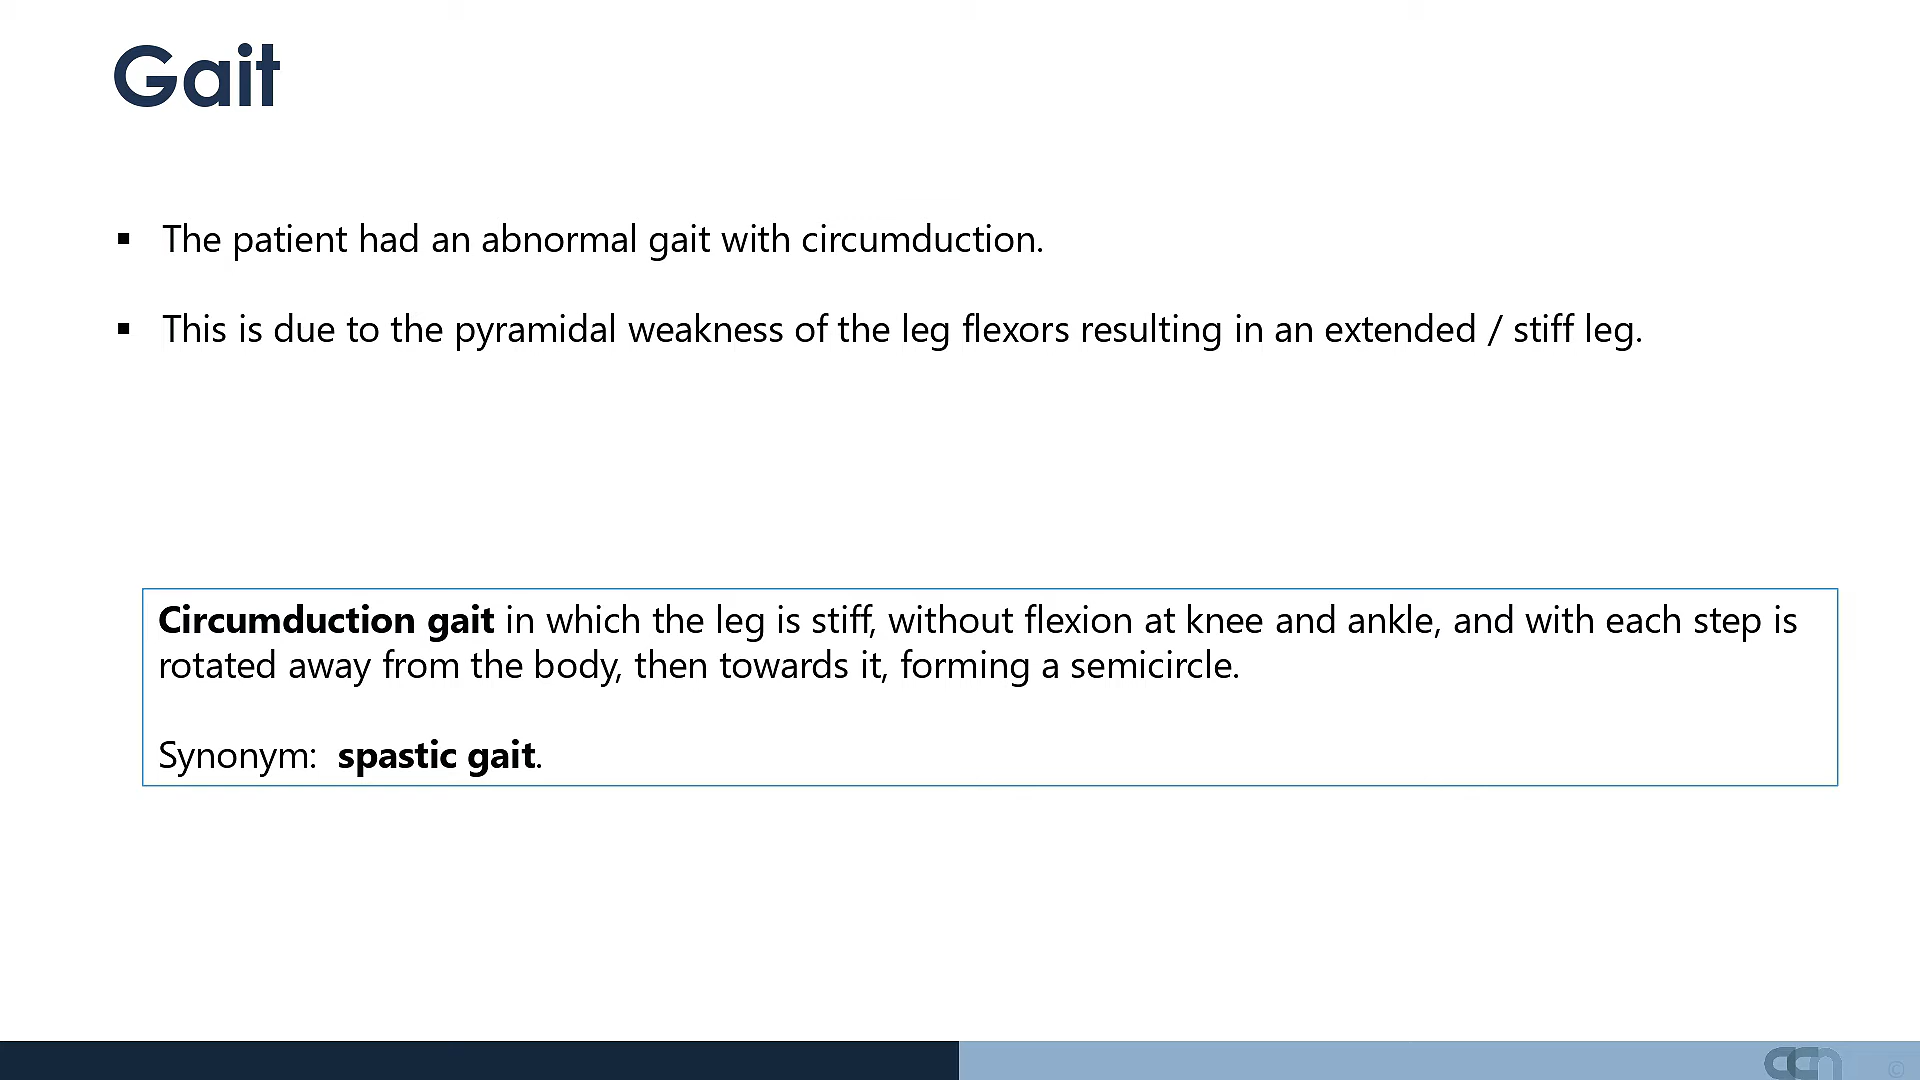 Gait
▪ The patient had an abnormal gait with circumduction.
▪ This is due to the pyramidal weakness of the leg flexors resulting in an extended / stiff leg.
Circumduction gait in which the leg is stiff, without flexion at knee and ankle, and with each step is
rotated away from the body, then towards it, forming a semicircle.
Synonym: spastic gait.
ccn
©